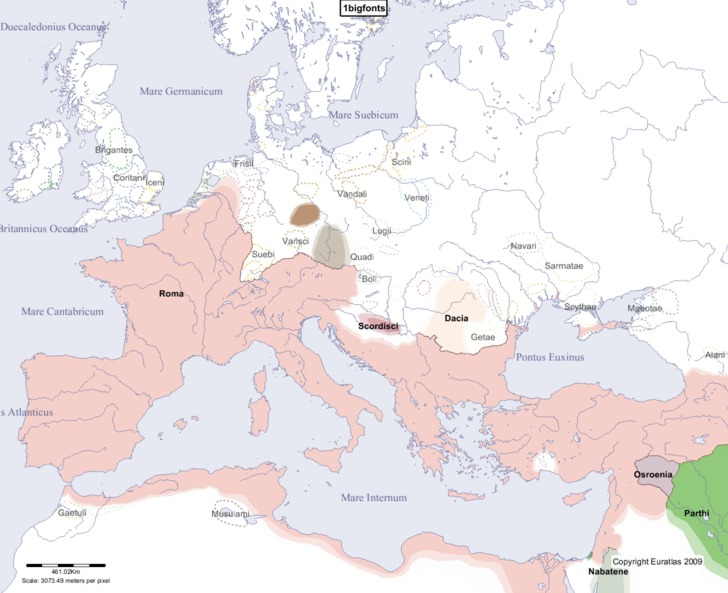 1bigfonts
Duecaledonius Oceanus
Mare Germanicum
Mare Suebicum
Brigantes
Frisii
Scirii
Coritani
Iceni
Vandali
Veneti
Britannicus Oceanus
Lugii
Varisci
Navari
Suebi
Quadi
Sarmatae
Boii
Roma
Scythae
Maeotae
Mare Cantabricum
Dacia
Scordisci
Getae
Pontus Euxinus
Alani
s Atlanticus
Osroenia
Mare Internum
Gaetuli
Musulami
Parthi
Copyright Euratlas 2009
461.02Km
Nabatene
Scale: 3073.49 meters per pixel